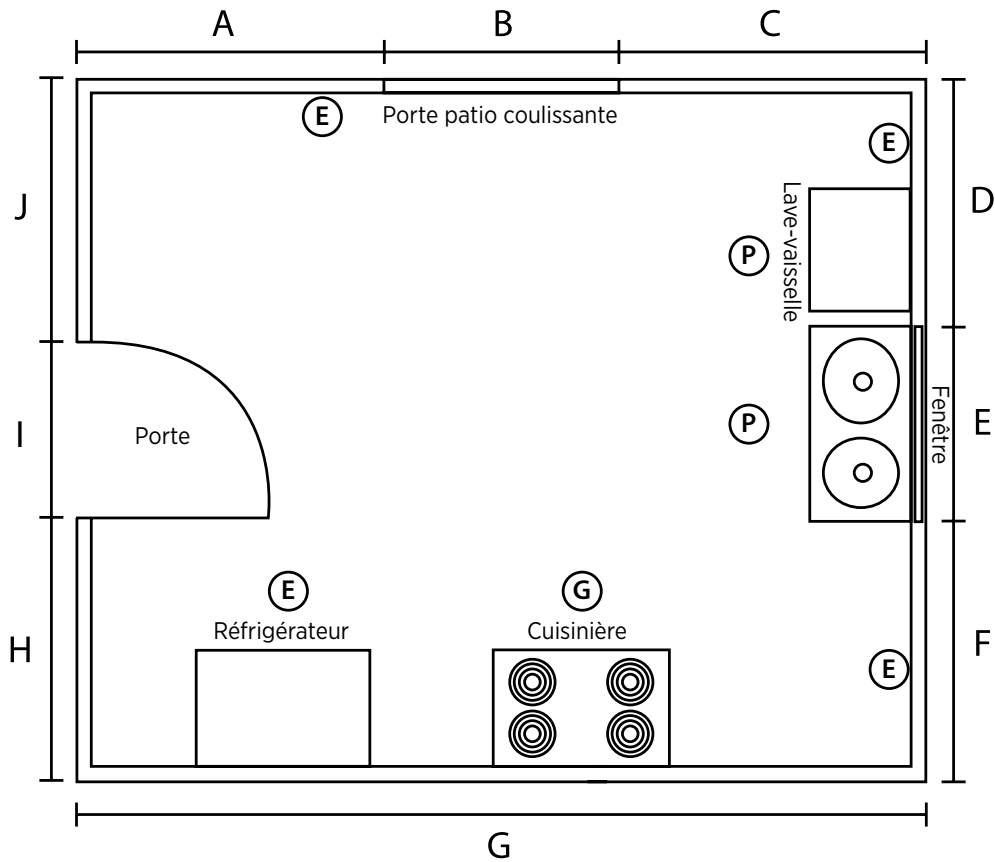 A
B
C
E
Porte patio coulissante
E
J
D
Lave-vaisselle
P
I
Porte
P
Fenêtre
E
E
G
Réfrigérateur
Cuisinière
H
F
E
G